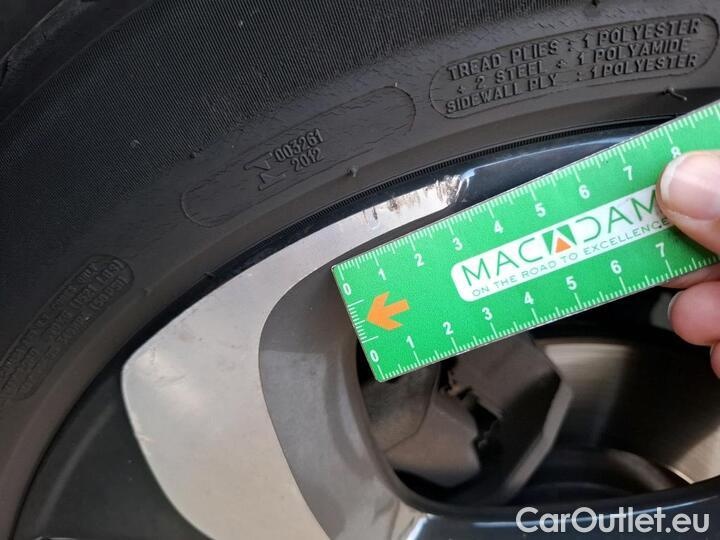 TREAD PLIES : 1 POLYESTER
+ 2 STEEL + 1 POLYAMIDE
SIDEWALL PLY : 1 POLYESTER
N 003261
2012
0 1 2 3 4 5 6 7 8
MACADAM
ON THE ROAD TO EXCELLENCE
0 1 2 3 4 5 6 7
CarOutlet.eu